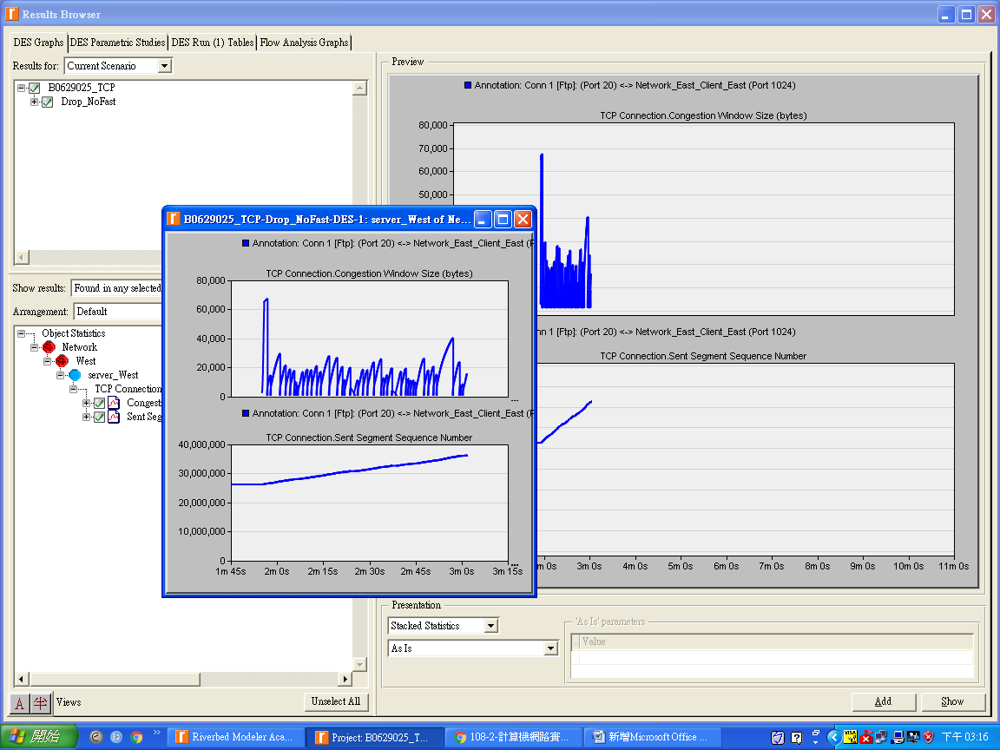 Results Browser
DES Graphs
DES Parametric Studies
DES Run (1) Tables
Flow Analysis Graphs
Results for:
Current Scenario
B0629025_TCP
Drop_NoFast
Show results:
Found in any selected
Arrangement:
Default
Object Statistics
Network
West
server_West
TCP Connection
Congest
Sent Seg
A
半
Views
Unselect All
Preview
Annotation: Conn 1 [Ftp]: (Port 20) <-> Network_East_Client_East (Port 1024)
TCP Connection.Congestion Window Size (bytes)
80,000
70,000
60,000
50,000
nn 1 [Ftp]: (Port 20) <-> Network_East_Client_East (Port 1024)
TCP Connection.Sent Segment Sequence Number
m 0s
3m 0s
4m 0s
5m 0s
6m 0s
7m 0s
8m 0s
9m 0s
10m 0s
11m 0s
B0629025_TCP-Drop_NoFast-DES-1: server_West of Ne...
Annotation: Conn 1 [Ftp]: (Port 20) <-> Network_East_Client_East (P
TCP Connection.Congestion Window Size (bytes)
80,000
60,000
40,000
20,000
0
...
Annotation: Conn 1 [Ftp]: (Port 20) <-> Network_East_Client_East (P
TCP Connection.Sent Segment Sequence Number
40,000,000
30,000,000
20,000,000
10,000,000
0
...
1m 45s
2m 0s
2m 15s
2m 30s
2m 45s
3m 0s
3m 15s
Presentation
Stacked Statistics
As Is
'As Is' parameters
...
Value
Add
Show
開始
Riverbed Modeler Aca...
Project: B0629025_T...
108-2-計算機網路實...
新增Microsoft Office ...
下午 03:16